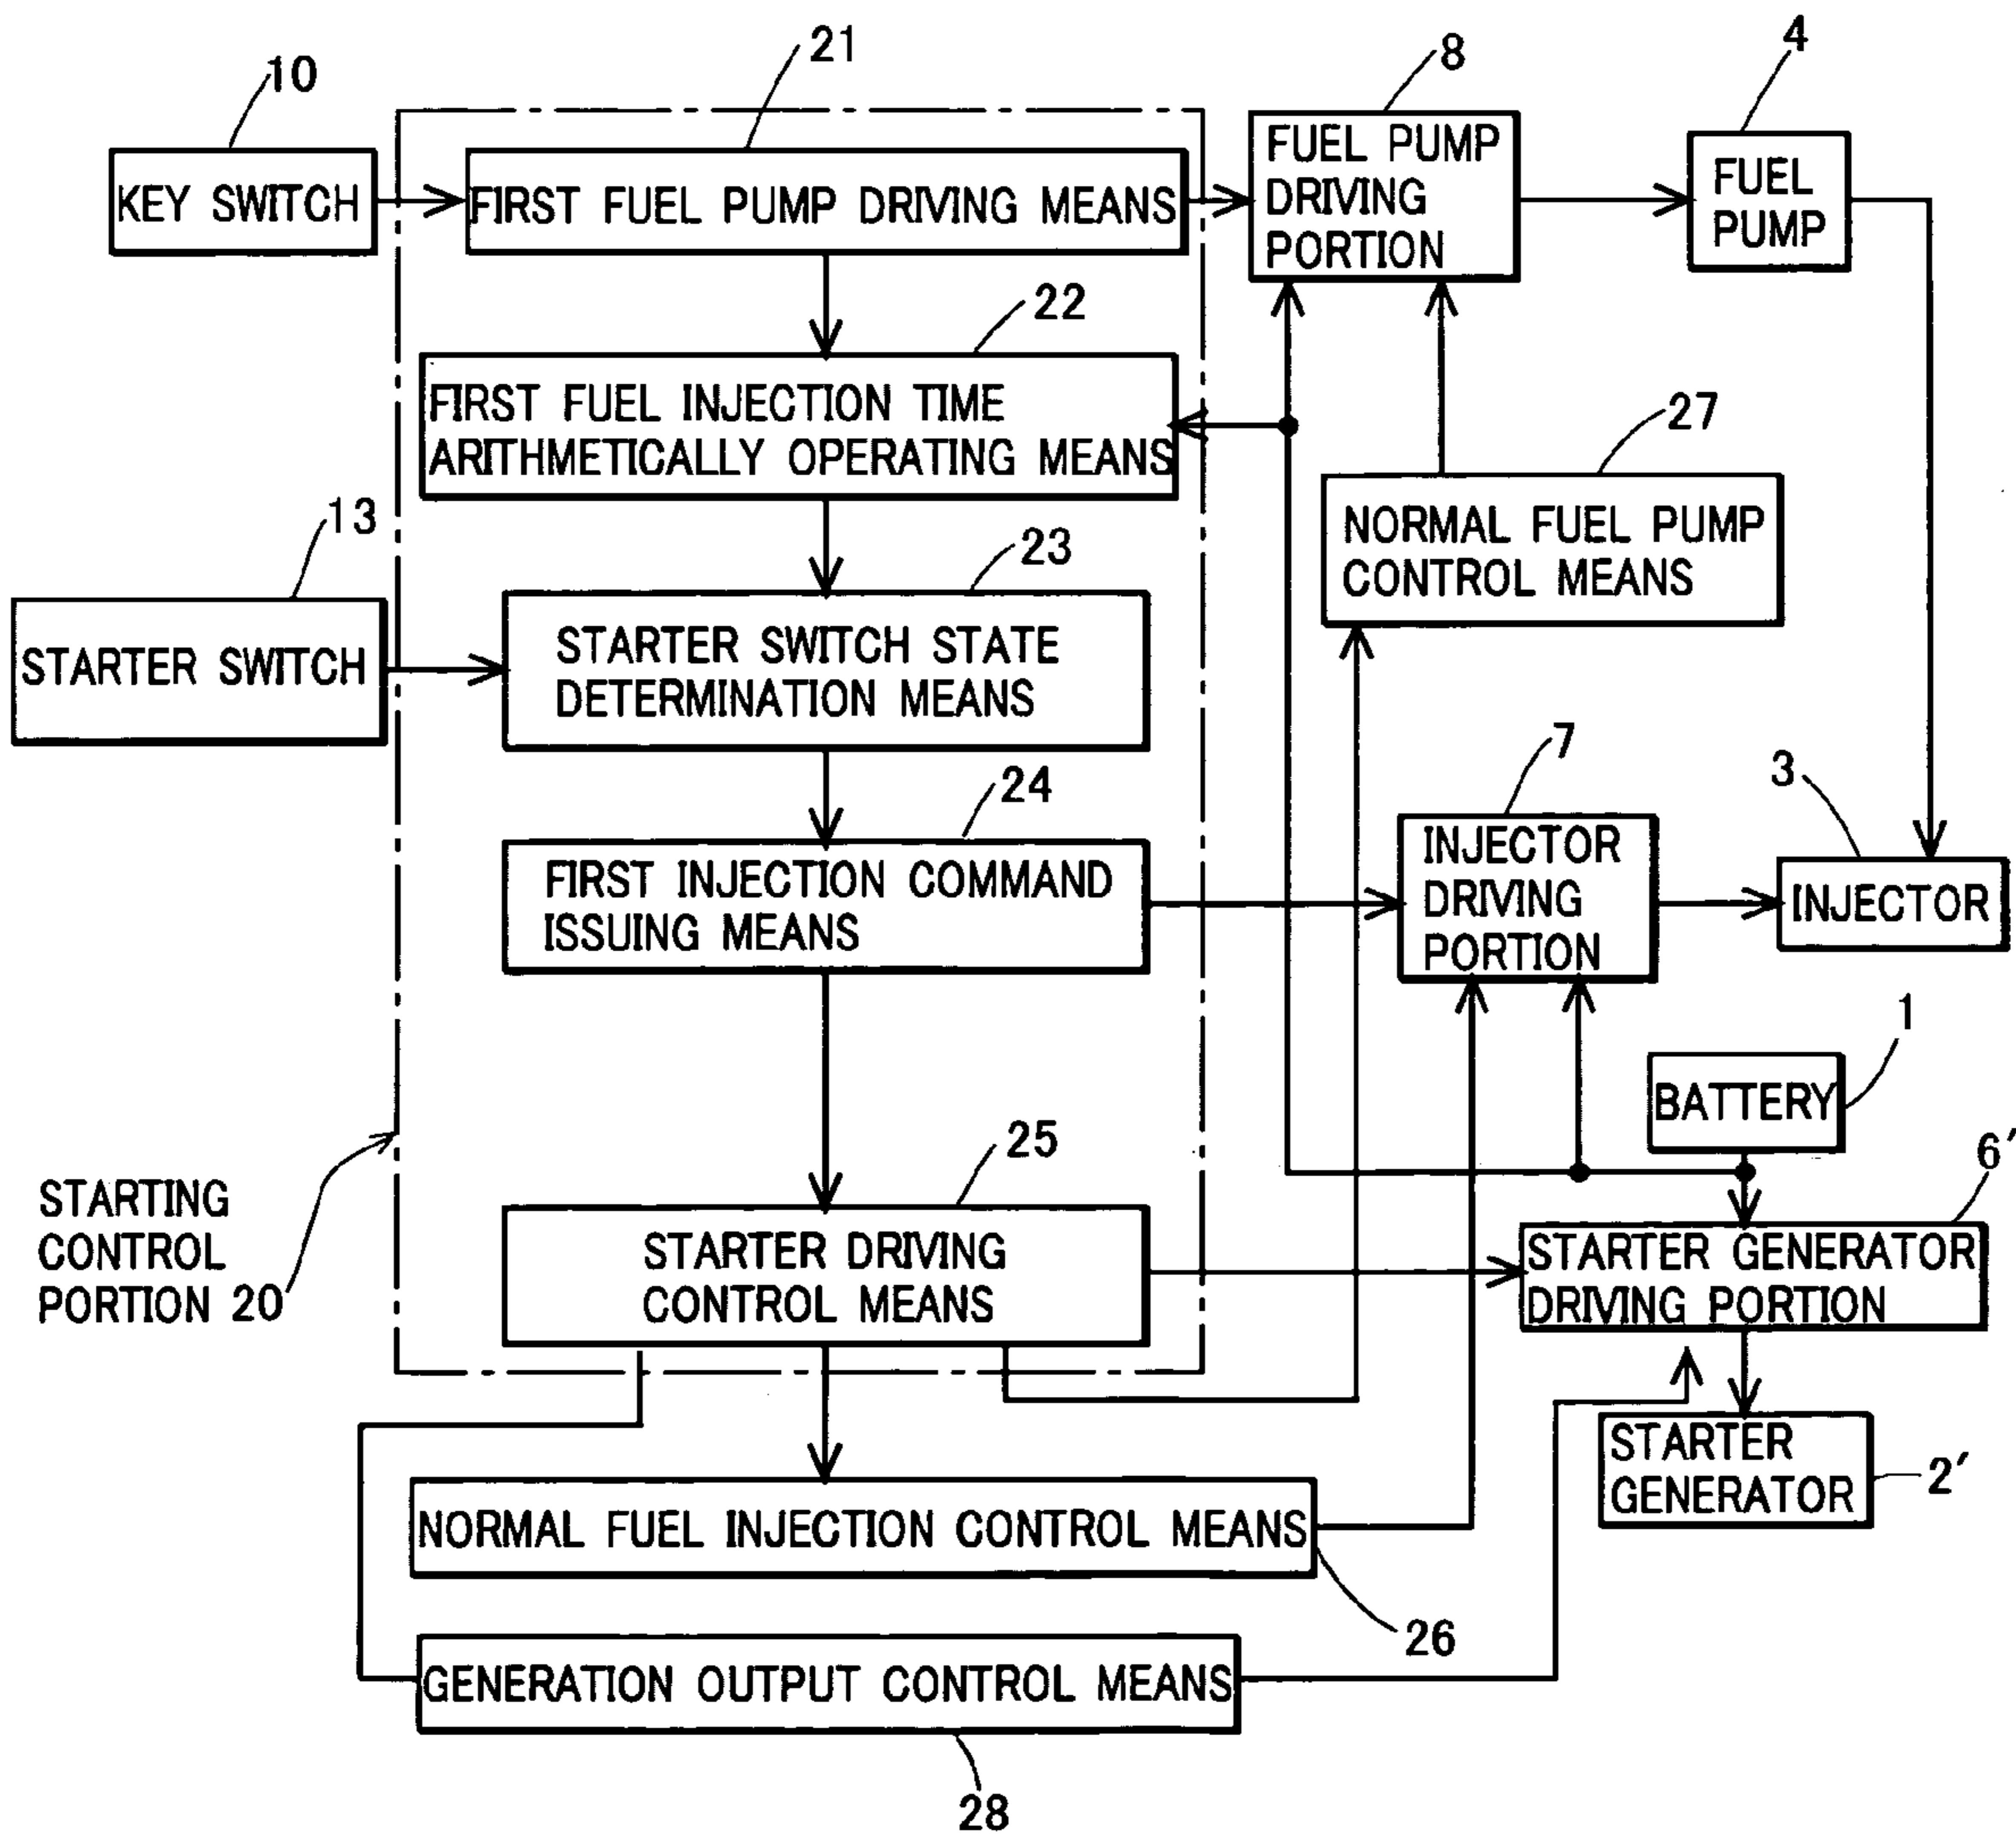 10
21
8
4
KEY SWITCH
FIRST FUEL PUMP DRIVING MEANS
FUEL PUMP
DRIVING
PORTION
FUEL
PUMP
22
FIRST FUEL INJECTION TIME
ARITHMETICALLY OPERATING MEANS
27
NORMAL FUEL PUMP
CONTROL MEANS
13
STARTER SWITCH
23
STARTER SWITCH STATE
DETERMINATION MEANS
24
FIRST INJECTION COMMAND
ISSUING MEANS
7
INJECTOR
DRIVING
PORTION
3
INJECTOR
1
BATTERY
STARTING
CONTROL
PORTION 20
25
STARTER DRIVING
CONTROL MEANS
6′
STARTER GENERATOR
DRIVING PORTION
STARTER
GENERATOR
2′
NORMAL FUEL INJECTION CONTROL MEANS
26
GENERATION OUTPUT CONTROL MEANS
28